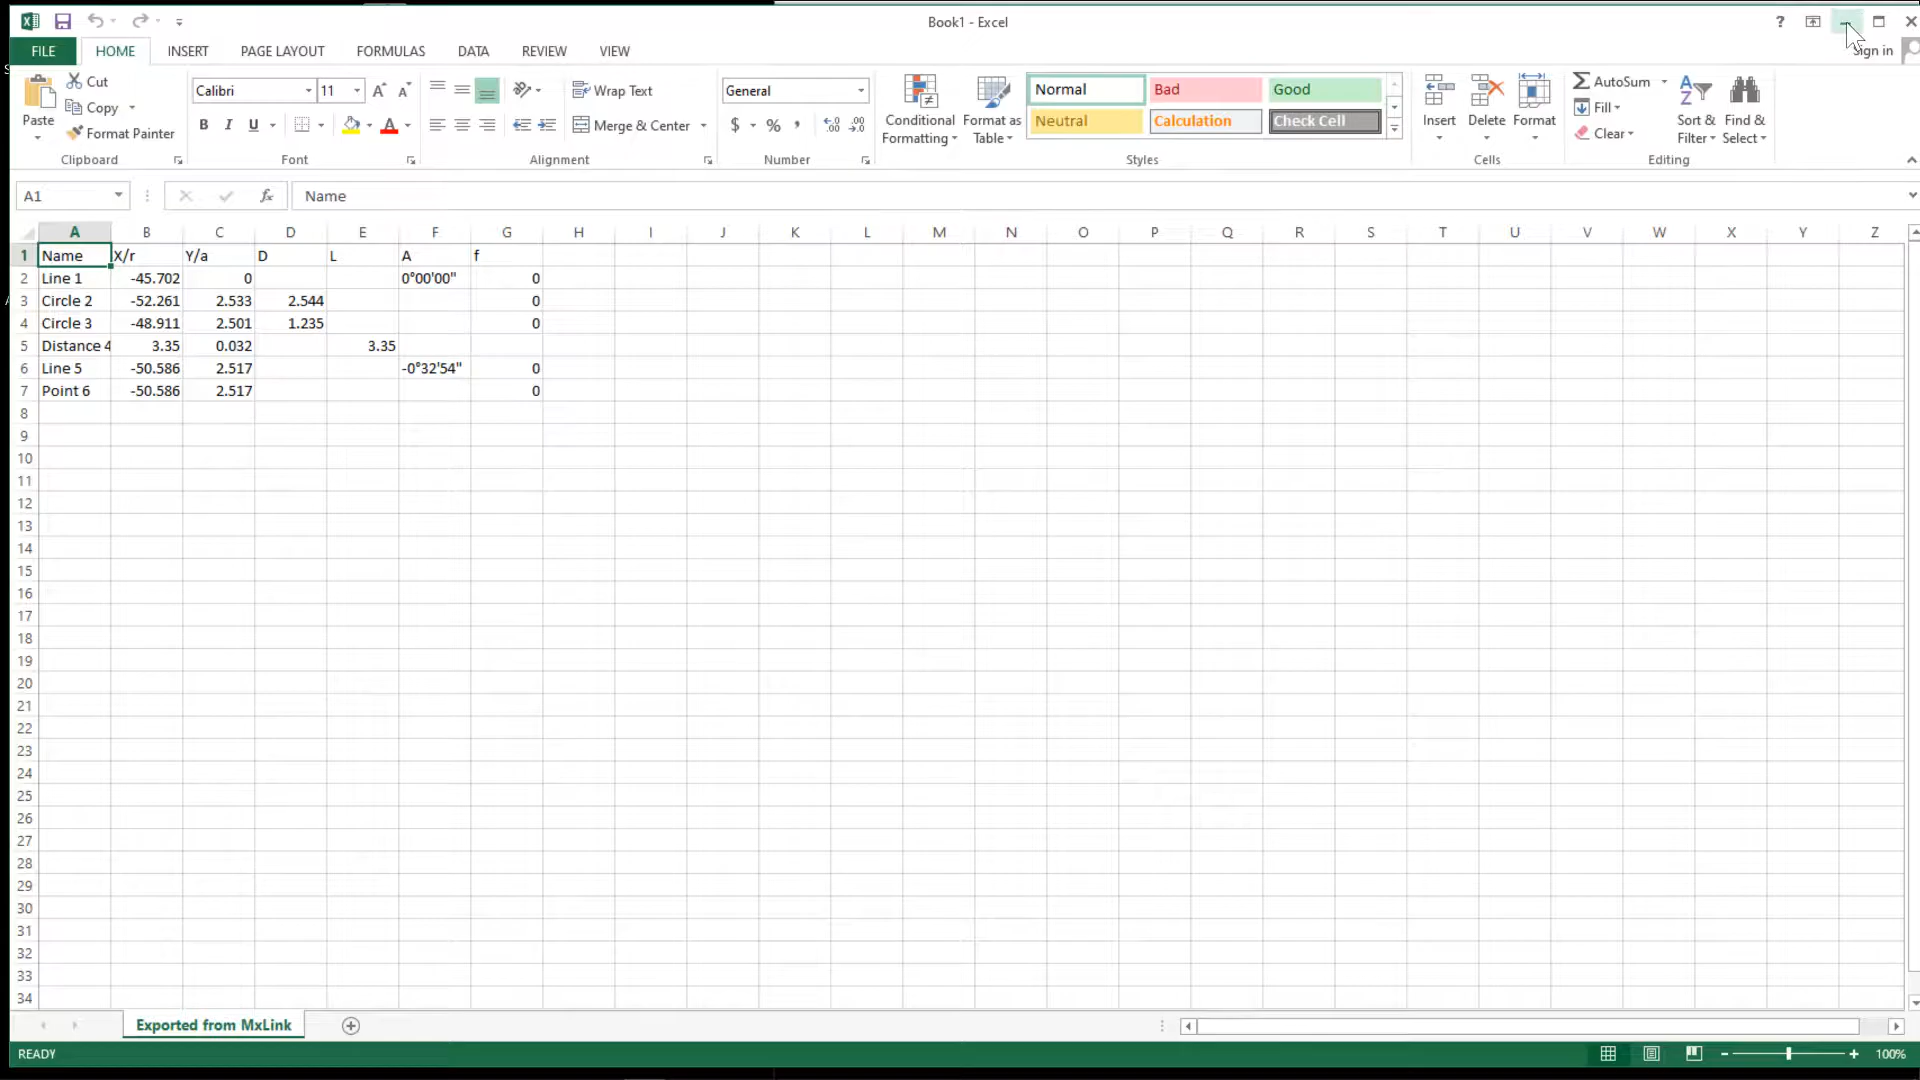 Book1 - Excel
?
Sign in
FILE HOME INSERT PAGE LAYOUT FORMULAS DATA REVIEW VIEW
Paste
Cut
Copy
Format Painter
Clipboard
Calibri 11
B I U
Font
Wrap Text
Merge & Center
Alignment
General
$ % ,
Number
Conditional Formatting
Format as Table
Normal Bad Good
Neutral Calculation Check Cell
Styles
Insert Delete Format
Cells
AutoSum
Fill
Clear
Sort & Filter
Find & Select
Editing
A1 fx Name
A B C D E F G H I J K L M N O P Q R S T U V W X Y Z
1 Name X/r Y/a D L A f
2 Line 1 -45.702 0 0°00'00" 0
3 Circle 2 -52.261 2.533 2.544 0
4 Circle 3 -48.911 2.501 1.235 0
5 Distance 4 3.35 0.032 3.35
6 Line 5 -50.586 2.517 -0°32'54" 0
7 Point 6 -50.586 2.517 0
8
9
10
11
12
13
14
15
16
17
18
19
20
21
22
23
24
25
26
27
28
29
30
31
32
33
34
Exported from MxLink
READY 100%